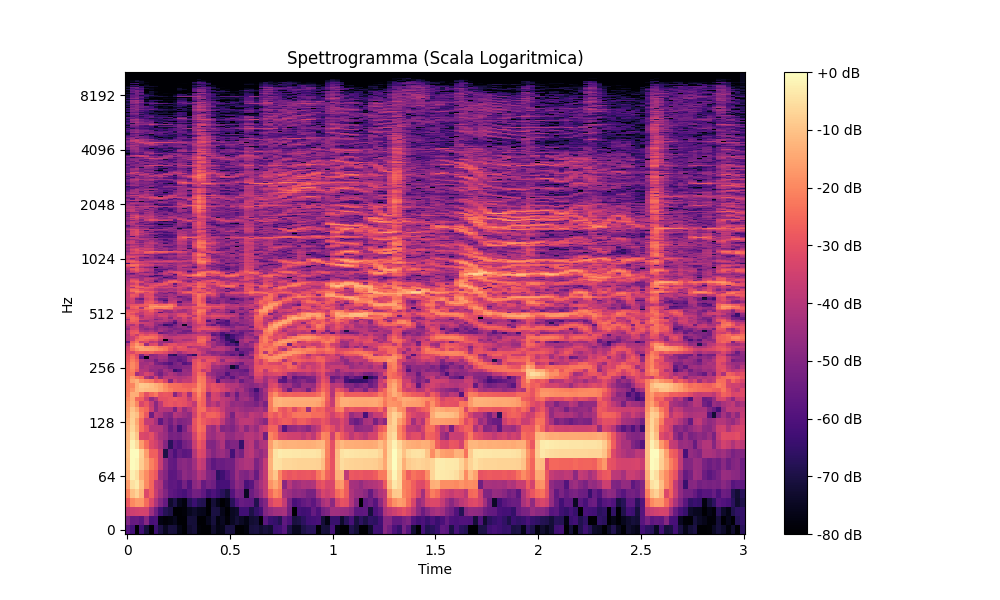 Spettrogramma (Scala Logaritmica)
Hz
8192
4096
2048
1024
512
256
128
64
0
0
0.5
1
1.5
2
2.5
3
Time
+0 dB
-10 dB
-20 dB
-30 dB
-40 dB
-50 dB
-60 dB
-70 dB
-80 dB